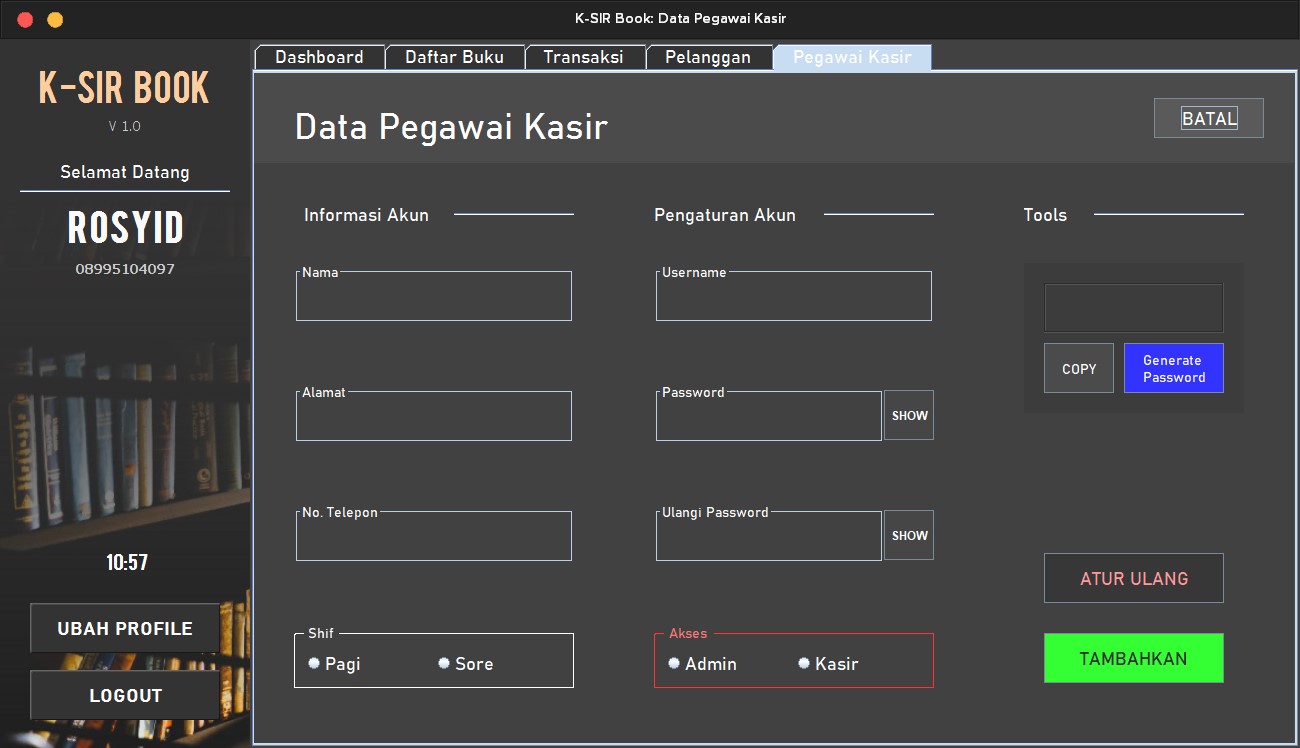 K-SIR Book: Data Pegawai Kasir
K-SIR BOOK
V 1.0
Selamat Datang
ROSYID
08995104097
10:57
UBAH PROFILE
LOGOUT
Dashboard
Daftar Buku
Transaksi
Pelanggan
Pegawai Kasir
Data Pegawai Kasir
BATAL
Informasi Akun
Nama
Alamat
No. Telepon
Shif
Pagi
Sore
Pengaturan Akun
Username
Password
SHOW
Ulangi Password
SHOW
Akses
Admin
Kasir
Tools
COPY
Generate
Password
ATUR ULANG
TAMBAHKAN